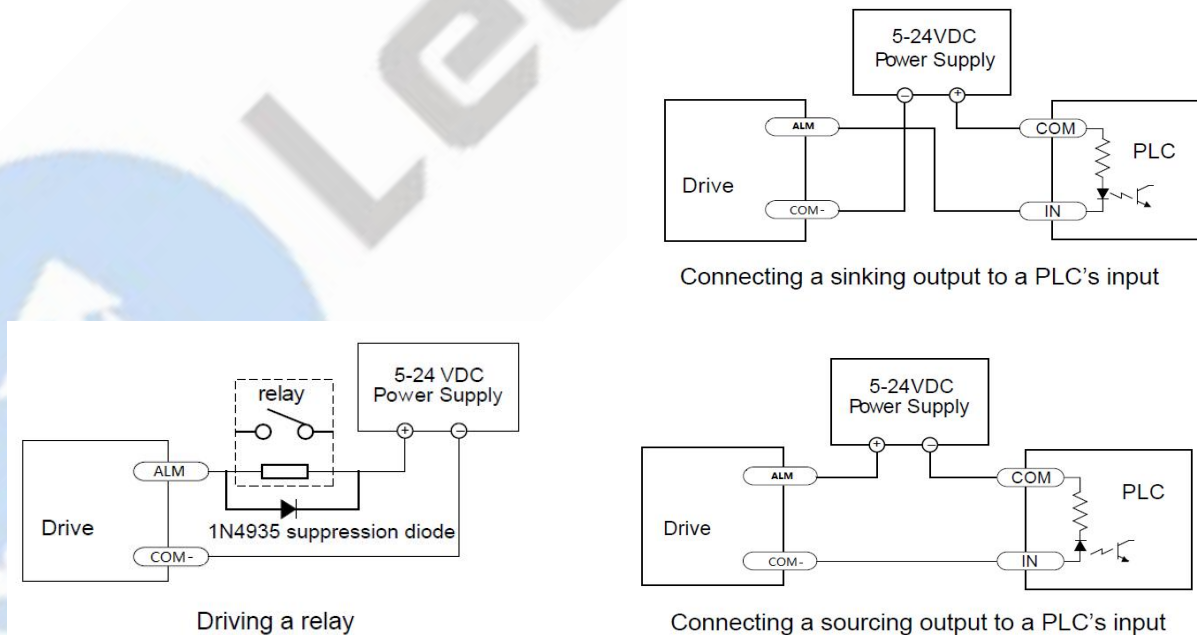 Lea
5-24VDC
Power Supply
ALM
COM
PLC
Drive
COM-
IN
Connecting a sinking output to a PLC's input
5-24 VDC
Power Supply
relay
ALM
Drive
1N4935 suppression diode
COM-
Driving a relay
5-24VDC
Power Supply
ALM
COM
PLC
Drive
COM-
IN
Connecting a sourcing output to a PLC's input